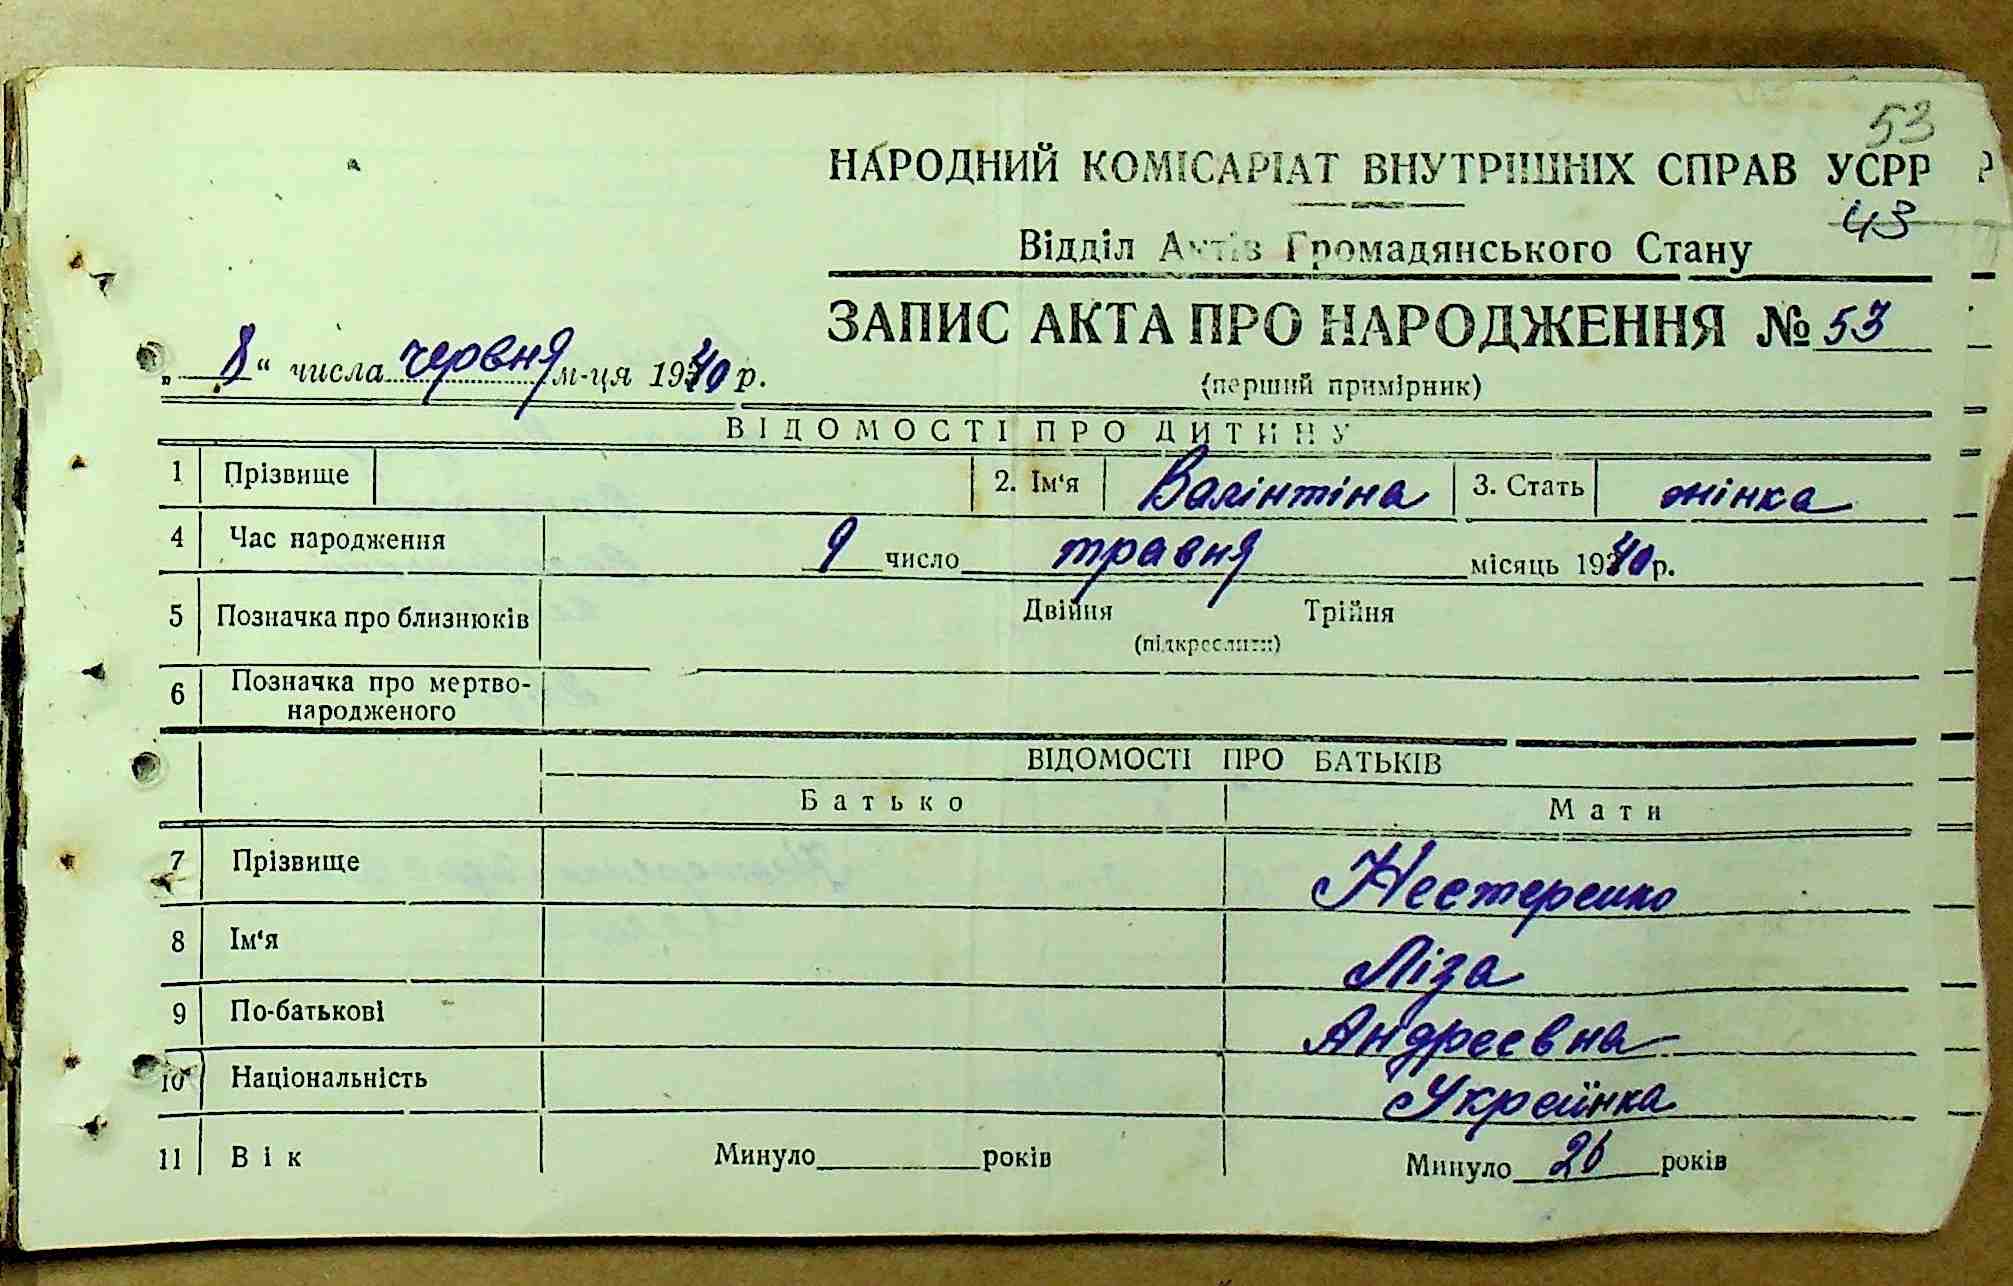 53
НАРОДНИЙ КОМІСАРІАТ ВНУТРІШНІХ СПРАВ УСРР
43
Відділ Актів Громадянського Стану
ЗАПИС АКТА ПРО НАРОДЖЕННЯ № 53
„8“ числа червня м-ця 1940 р.
(перший примірник)
ВІДОМОСТІ ПРО ДИТИНУ
1 Прізвище 2. Ім‘я Валінтіна 3. Стать жінка
4 Час народження 9 число травня місяць 1940 р.
5 Позначка про близнюків Двійня Трійня
(підкреслити)
6 Позначка про мертво-
народженого
ВІДОМОСТІ ПРО БАТЬКІВ
Батько Мати
7 Прізвище Нестеренко
8 Ім‘я Ліза
9 По-батькові Андреєвна
10 Національність Украинка
11 Вік Минуло років Минуло 26 років